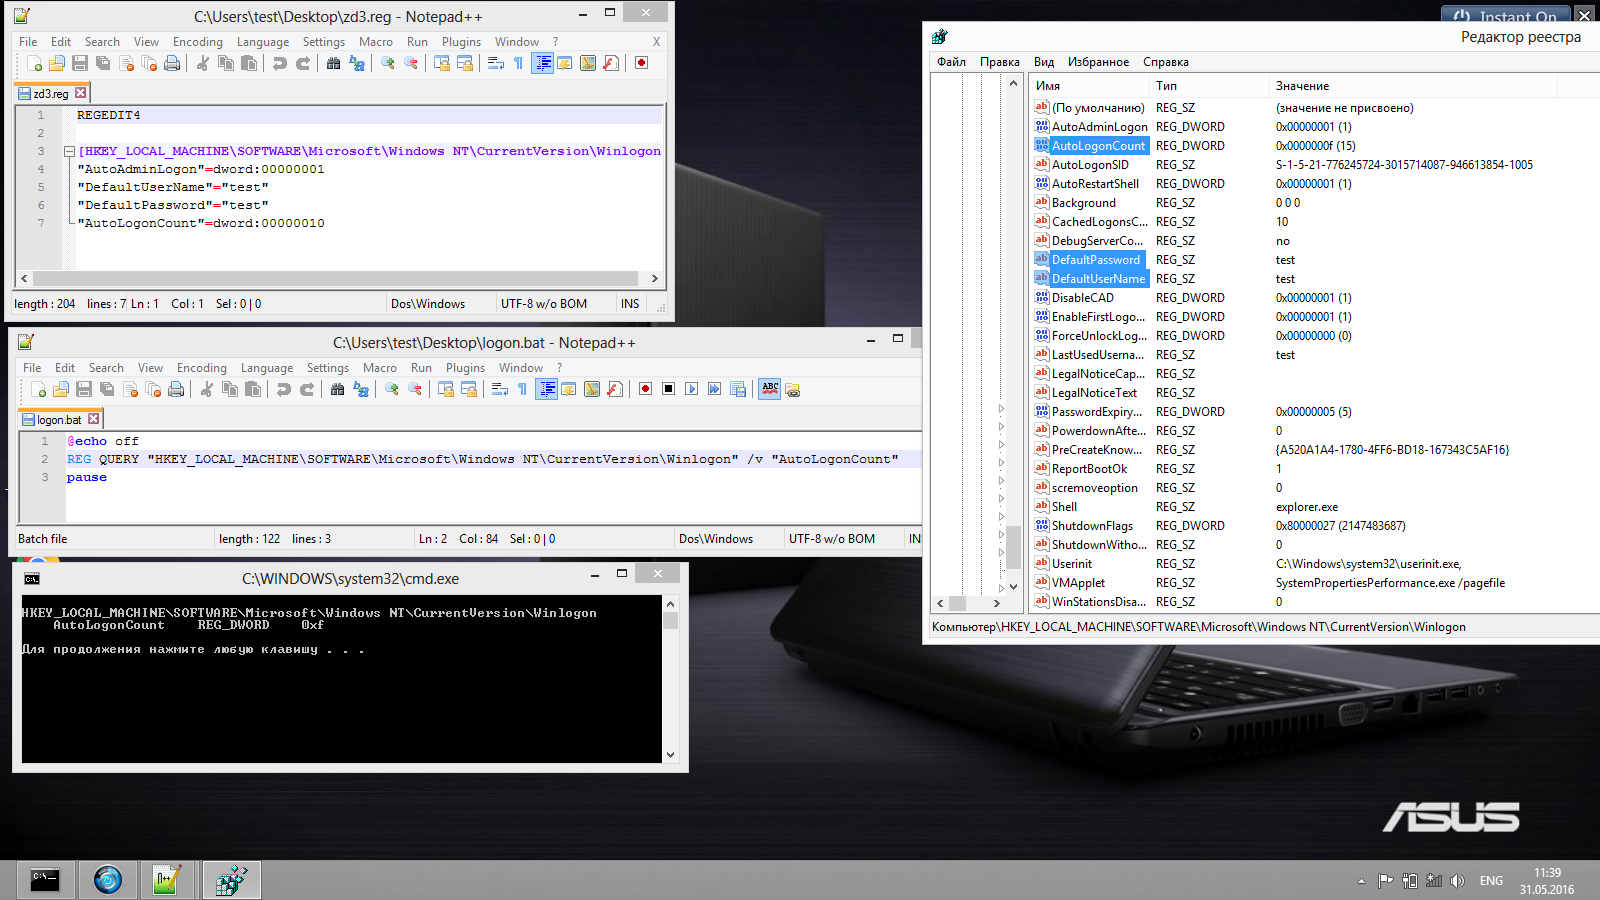 C:\Users\test\Desktop\zd3.reg - Notepad++
File Edit Search View Encoding Language Settings Macro Run Plugins Window ? X
zd3.reg
1 REGEDIT4
2
3 [HKEY_LOCAL_MACHINE\SOFTWARE\Microsoft\Windows NT\CurrentVersion\Winlogon
4 "AutoAdminLogon"=dword:00000001
5 "DefaultUserName"="test"
6 "DefaultPassword"="test"
7 "AutoLogonCount"=dword:00000010
length : 204 lines : 7 Ln : 1 Col : 1 Sel : 0 | 0 Dos\Windows UTF-8 w/o BOM INS
C:\Users\test\Desktop\logon.bat - Notepad++
File Edit Search View Encoding Language Settings Macro Run Plugins Window ?
ABC
logon.bat
1 @echo off
2 REG QUERY "HKEY_LOCAL_MACHINE\SOFTWARE\Microsoft\Windows NT\CurrentVersion\Winlogon" /v "AutoLogonCount"
3 pause
Batch file length : 122 lines : 3 Ln : 2 Col : 84 Sel : 0 | 0 Dos\Windows UTF-8 w/o BOM IN
C:\WINDOWS\system32\cmd.exe
HKEY_LOCAL_MACHINE\SOFTWARE\Microsoft\Windows NT\CurrentVersion\Winlogon
AutoLogonCount REG_DWORD 0xf
Для продолжения нажмите любую клавишу . . .
Instant On
Редактор реестра
Файл Правка Вид Избранное Справка
Имя Тип Значение
(По умолчанию) REG_SZ (значение не присвоено)
AutoAdminLogon REG_DWORD 0x00000001 (1)
AutoLogonCount REG_DWORD 0x0000000f (15)
AutoLogonSID REG_SZ S-1-5-21-776245724-3015714087-946613854-1005
AutoRestartShell REG_DWORD 0x00000001 (1)
Background REG_SZ 0 0 0
CachedLogonsC... REG_SZ 10
DebugServerCo... REG_SZ no
DefaultPassword REG_SZ test
DefaultUserName REG_SZ test
DisableCAD REG_DWORD 0x00000001 (1)
EnableFirstLogo... REG_DWORD 0x00000001 (1)
ForceUnlockLog... REG_DWORD 0x00000000 (0)
LastUsedUserna... REG_SZ test
LegalNoticeCap... REG_SZ
LegalNoticeText REG_SZ
PasswordExpiry... REG_DWORD 0x00000005 (5)
PowerdownAfte... REG_SZ 0
PreCreateKnow... REG_SZ {A520A1A4-1780-4FF6-BD18-167343C5AF16}
ReportBootOk REG_SZ 1
scremoveoption REG_SZ 0
Shell REG_SZ explorer.exe
ShutdownFlags REG_DWORD 0x80000027 (2147483687)
ShutdownWitho... REG_SZ 0
Userinit REG_SZ C:\Windows\system32\userinit.exe,
VMApplet REG_SZ SystemPropertiesPerformance.exe /pagefile
WinStationsDisa... REG_SZ 0
Компьютер\HKEY_LOCAL_MACHINE\SOFTWARE\Microsoft\Windows NT\CurrentVersion\Winlogon
ASUS
ENG
11:39
31.05.2016